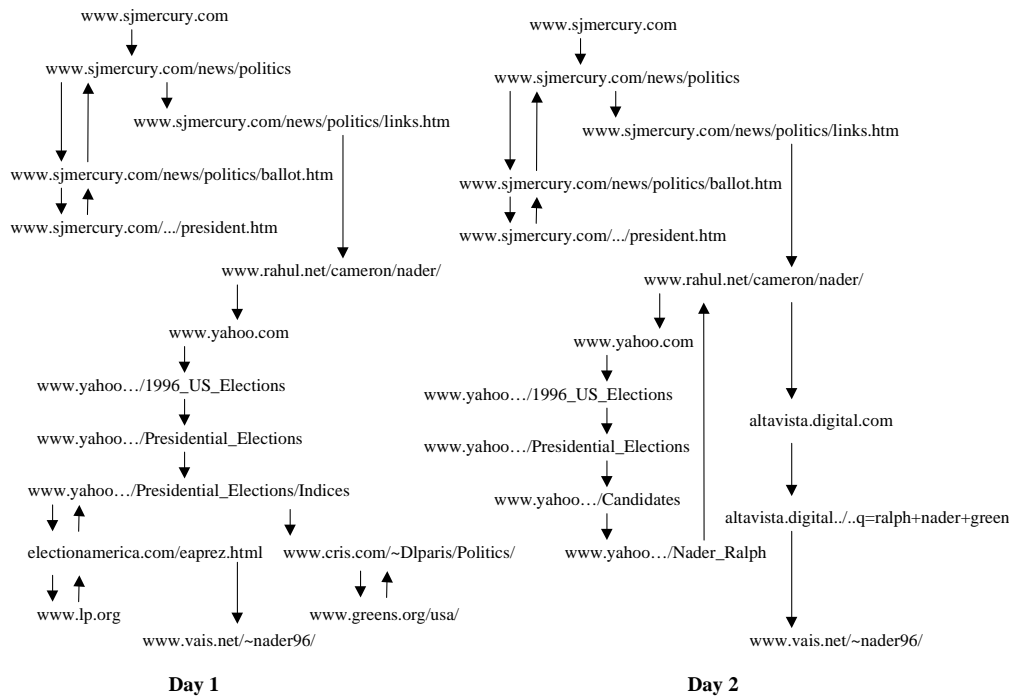 www.sjmercury.com
www.sjmercury.com/news/politics
www.sjmercury.com/news/politics/links.htm
www.sjmercury.com/news/politics/ballot.htm
www.sjmercury.com/.../president.htm
www.rahul.net/cameron/nader/
www.yahoo.com
www.yahoo…/1996_US_Elections
www.yahoo…/Presidential_Elections
www.yahoo…/Presidential_Elections/Indices
electionamerica.com/eaprez.html
www.cris.com/~Dlparis/Politics/
www.lp.org
www.greens.org/usa/
www.vais.net/~nader96/
Day 1
www.sjmercury.com
www.sjmercury.com/news/politics
www.sjmercury.com/news/politics/links.htm
www.sjmercury.com/news/politics/ballot.htm
www.sjmercury.com/.../president.htm
www.rahul.net/cameron/nader/
www.yahoo.com
www.yahoo…/1996_US_Elections
altavista.digital.com
www.yahoo…/Presidential_Elections
www.yahoo…/Candidates
altavista.digital../..q=ralph+nader+green
www.yahoo…/Nader_Ralph
www.vais.net/~nader96/
Day 2